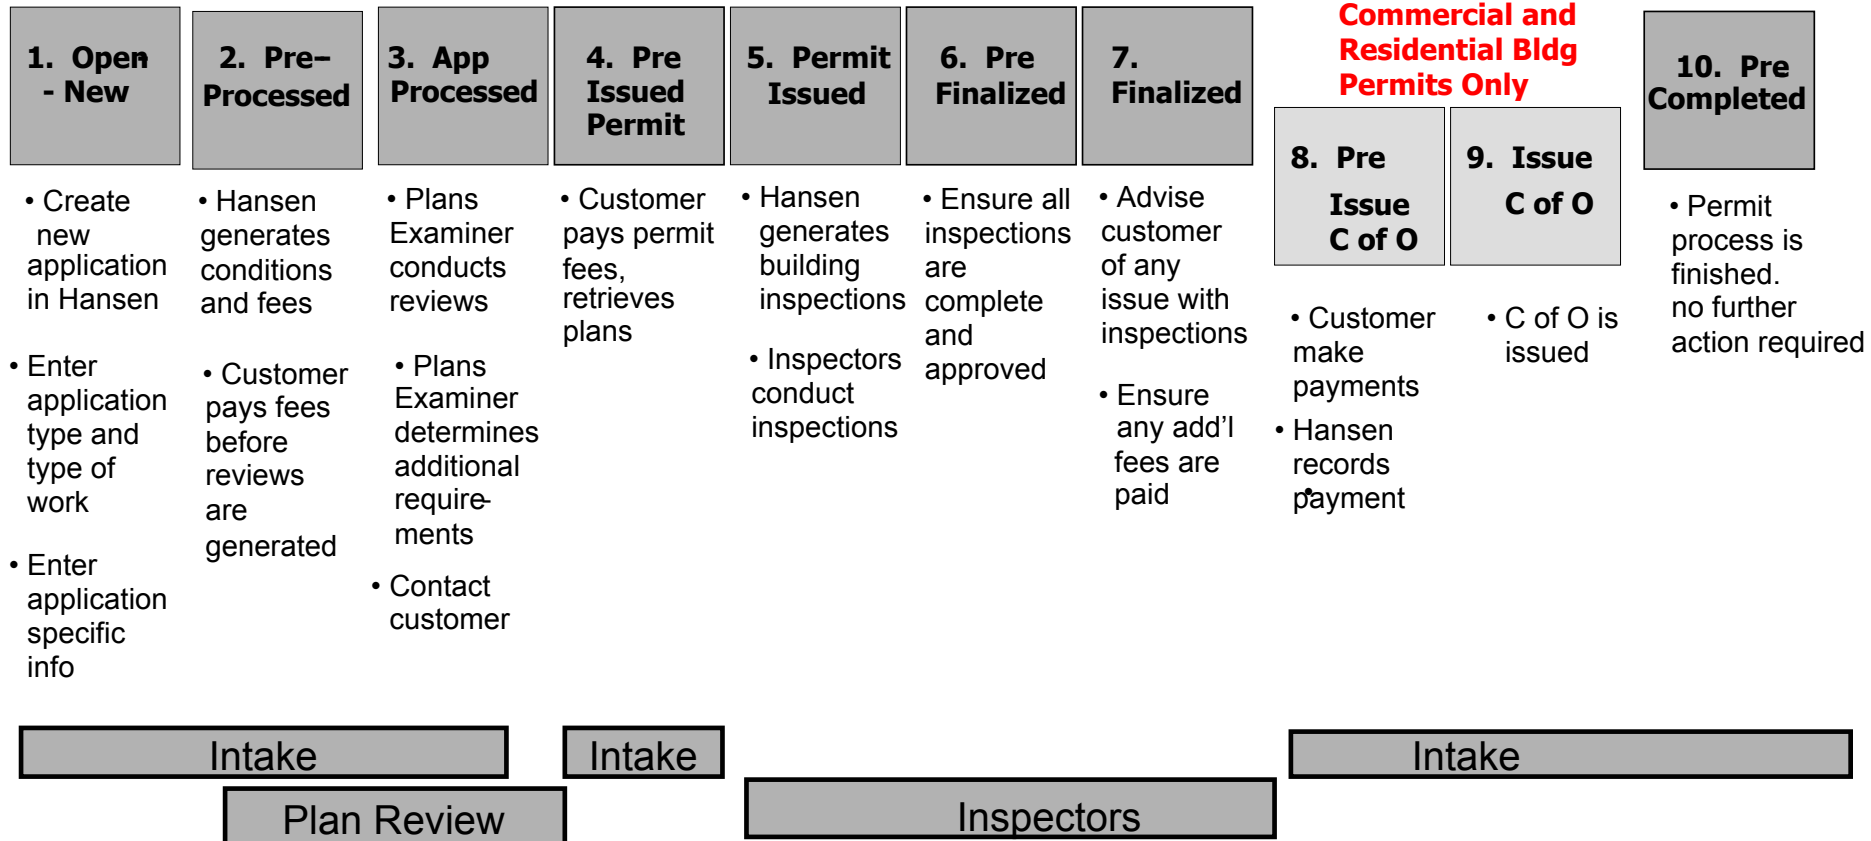 1. Open-
- New
2. Pre–
Processed
3. App
Processed
4. Pre
Issued
Permit
5. Permit
Issued
6. Pre
Finalized
7.
Finalized
Commercial and
Residential Bldg
Permits Only
8. Pre
Issue
C of O
9. Issue
C of O
10. Pre
Completed
• Create
new
application
in Hansen
• Enter
application
type and
type of
work
• Enter
application
specific
info
• Hansen
generates
conditions
and fees
• Customer
pays fees
before
reviews
are
generated
• Plans
Examiner
conducts
reviews
• Plans
Examiner
determines
additional
require-
ments
• Contact
customer
• Customer
pays permit
fees,
retrieves
plans
• Hansen
generates
building
inspections
• Inspectors
conduct
inspections
• Ensure all
inspections
are
complete
and
approved
• Advise
customer
of any
issue with
inspections
• Ensure
any add’l
fees are
paid
• Customer
make
payments
• Hansen
records
payment
•
• C of O is
issued
• Permit
process is
finished.
no further
action required
Intake
Intake
Intake
Plan Review
Inspectors